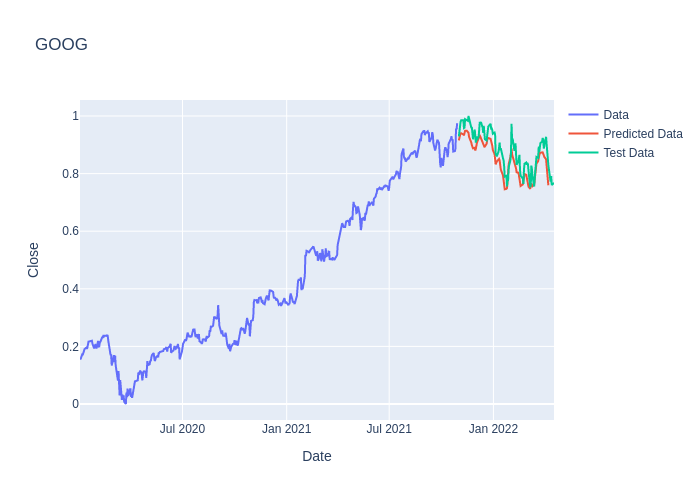 GOOG
Data
Predicted Data
Test Data
Close
1
0.8
0.6
0.4
0.2
0
Jul 2020
Jan 2021
Jul 2021
Jan 2022
Date